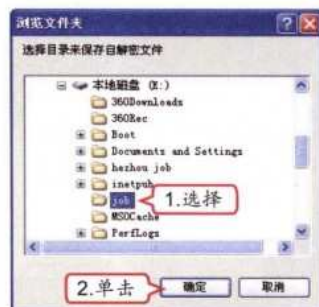 浏览文件夹
选择目录来保存自解密文件
本地磁盘 (E:)
360Downloads
360Rec
Boot
Documents and Settings
hezhou job
inetpub
job
1.选择
MSOCache
PerfLogs
2.单击
确定
取消